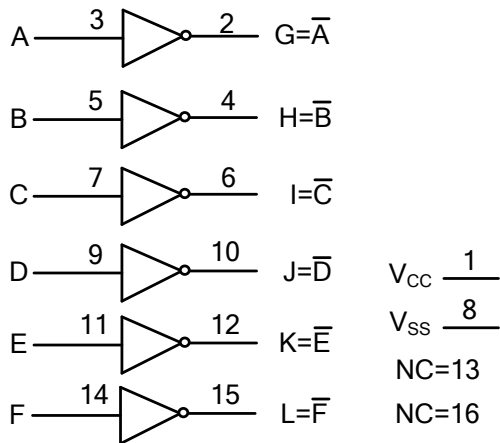 A 3 2 G=A̅
B 5 4 H=B̅
C 7 6 I=C̅
D 9 10 J=D̅
E 11 12 K=E̅
F 14 15 L=F̅
V_CC 1
V_SS 8
NC=13
NC=16